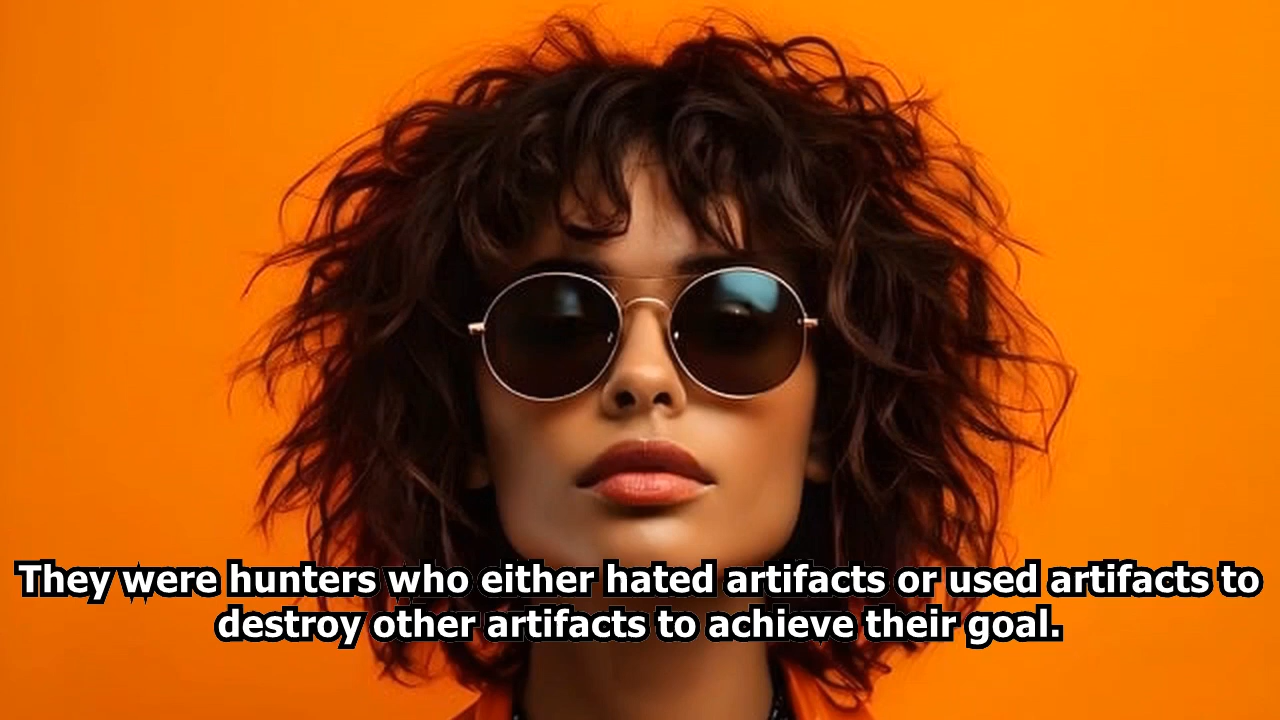 They were hunters who either hated artifacts or used artifacts to
destroy other artifacts to achieve their goal.